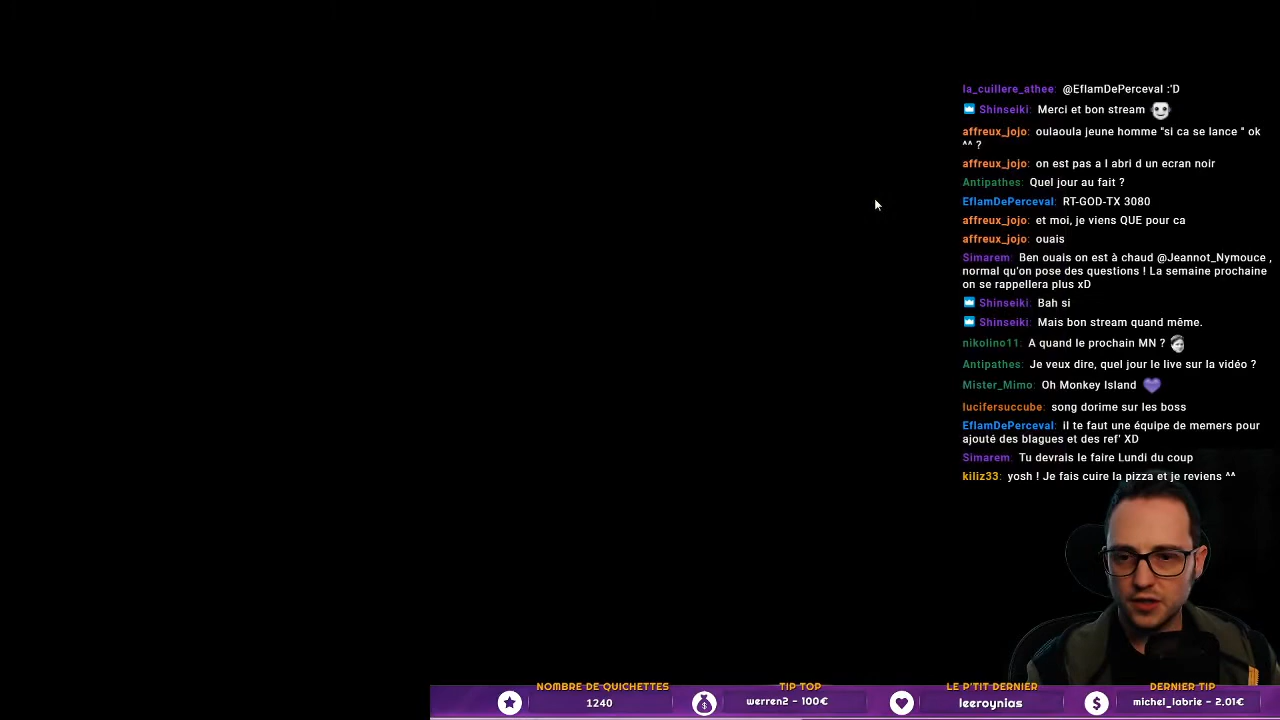 la_cuillere_athee: @EflamDePerceval :'D
Shinseiki: Merci et bon stream
affreux_jojo: oulaoula jeune homme "si ca se lance " ok
^^ ?
affreux_jojo: on est pas a l abri d un ecran noir
Antipathes: Quel jour au fait ?
EflamDePerceval: RT-GOD-TX 3080
affreux_jojo: et moi, je viens QUE pour ca
affreux_jojo: ouais
Simarem: Ben ouais on est à chaud @Jeannot_Nymouce ,
normal qu'on pose des questions ! La semaine prochaine
on se rappellera plus xD
Shinseiki: Bah si
Shinseiki: Mais bon stream quand même.
nikolino11: A quand le prochain MN ?
Antipathes: Je veux dire, quel jour le live sur la vidéo ?
Mister_Mimo: Oh Monkey Island
lucifersuccube: song dorime sur les boss
EflamDePerceval: il te faut une équipe de memers pour
ajouté des blagues et des ref' XD
Simarem: Tu devrais le faire Lundi du coup
kiliz33: yosh ! Je fais cuire la pizza et je reviens ^^
NOMBRE DE QUICHETTES
1240
TIP TOP
werren2 - 100€
LE P'TIT DERNIER
leeroynias
DERNIER TIP
michel_labrie - 2.01€